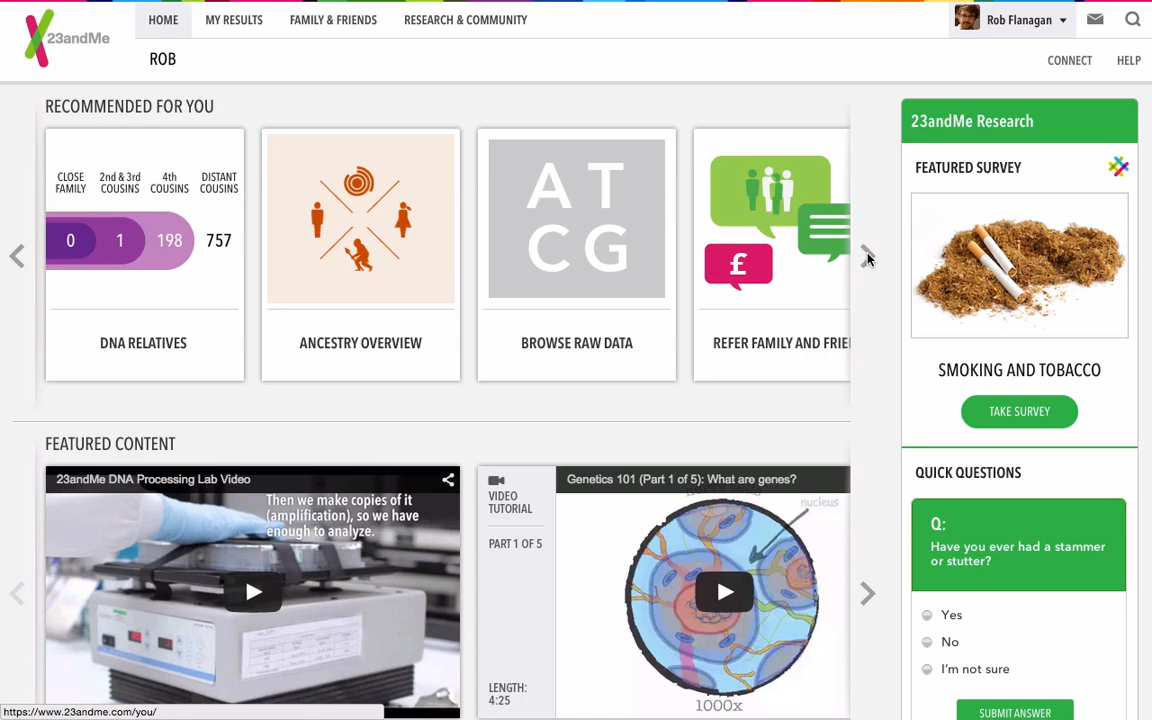 23andMe
HOME
MY RESULTS
FAMILY & FRIENDS
RESEARCH & COMMUNITY
Rob Flanagan
ROB
CONNECT
HELP
RECOMMENDED FOR YOU
CLOSE
FAMILY
2nd & 3rd
COUSINS
4th
COUSINS
DISTANT
COUSINS
0
1
198
757
DNA RELATIVES
ANCESTRY OVERVIEW
A T
C G
BROWSE RAW DATA
£
REFER FAMILY AND FRIE
FEATURED CONTENT
23andMe DNA Processing Lab Video
Then we make copies of it
(amplification), so we have
enough to analyze.
VIDEO
TUTORIAL
PART 1 OF 5
LENGTH:
4:25
Genetics 101 (Part 1 of 5): What are genes?
nucleus
1000x
23andMe Research
FEATURED SURVEY
SMOKING AND TOBACCO
TAKE SURVEY
QUICK QUESTIONS
Q:
Have you ever had a stammer
or stutter?
Yes
No
I'm not sure
SUBMIT ANSWER
https://www.23andme.com/you/